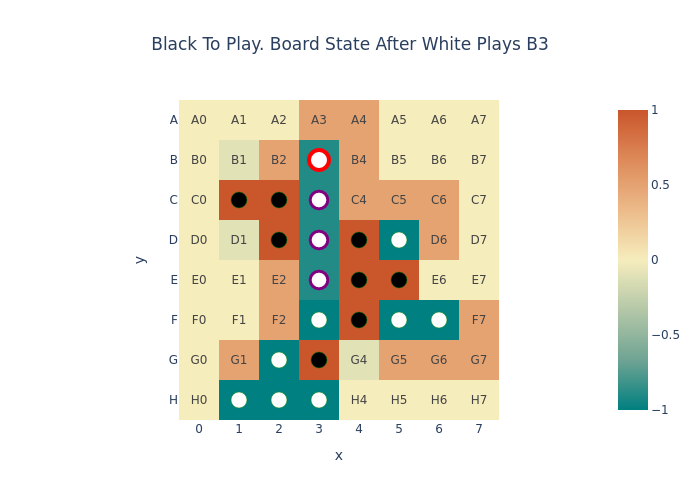 Black To Play. Board State After White Plays B3
A A0 A1 A2 A3 A4 A5 A6 A7
B B0 B1 B2 B4 B5 B6 B7
C C0 C4 C5 C6 C7
D D0 D1 D6 D7
E E0 E1 E2 E6 E7
F F0 F1 F2 F7
G G0 G1 G4 G5 G6 G7
H H0 H4 H5 H6 H7
0 1 2 3 4 5 6 7
x
y
1
0.5
0
−0.5
−1